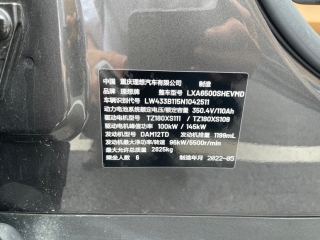 中国 重庆理想汽车有限公司 制造
品牌 理想牌 整车型号 LXA6500SHEVMD
车辆识别代号 LW433B115N1042511
动力电池系统额定电压/额定容量 350.4V/110Ah
驱动电机型号 TZ180XS111 / TZ180XS109
驱动电机峰值功率 100kW / 145kW
发动机型号 DAM12TD 发动机排量 1199mL
发动机最大净功率/转速 96kW/5500r/min
最大允许总质量 2825kg
乘坐人数 6 制造年月 2022-05